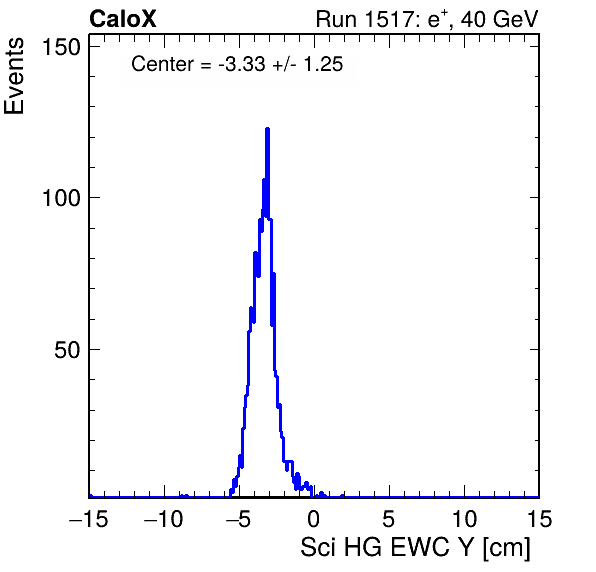 CaloX Run 1517: e⁺, 40 GeV
Events
Center = -3.33 +/- 1.25
150
100
50
−15 −10 −5 0 5 10 15
Sci HG EWC Y [cm]